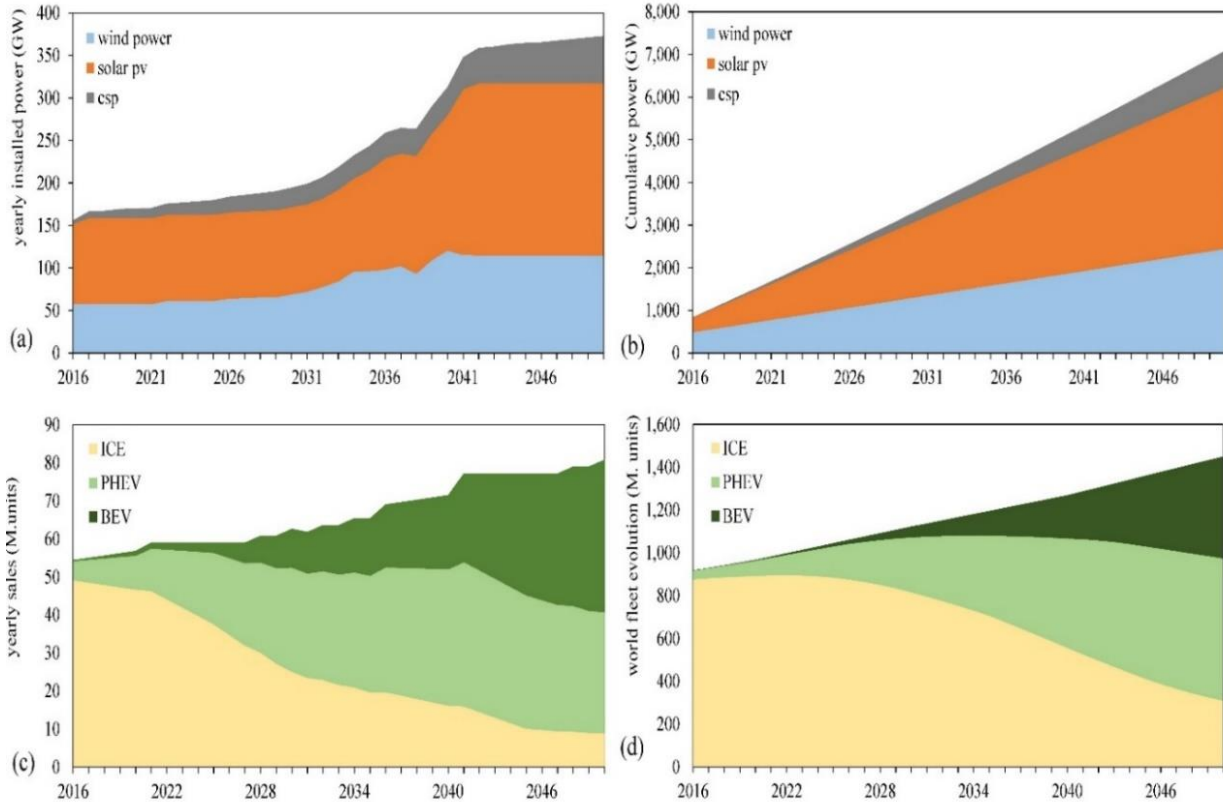 yearly installed power (GW)
400
350
300
250
200
150
100
50
0
wind power
solar pv
csp
(a)
2016 2021 2026 2031 2036 2041 2046
Cumulative power (GW)
8,000
7,000
6,000
5,000
4,000
3,000
2,000
1,000
0
wind power
solar pv
csp
(b)
2016 2021 2026 2031 2036 2041 2046
yearly sales (M.units)
90
80
70
60
50
40
30
20
10
0
ICE
PHEV
BEV
(c)
2016 2022 2028 2034 2040 2046
world fleet evolution (M. units)
1,600
1,400
1,200
1,000
800
600
400
200
0
ICE
PHEV
BEV
(d)
2016 2022 2028 2034 2040 2046